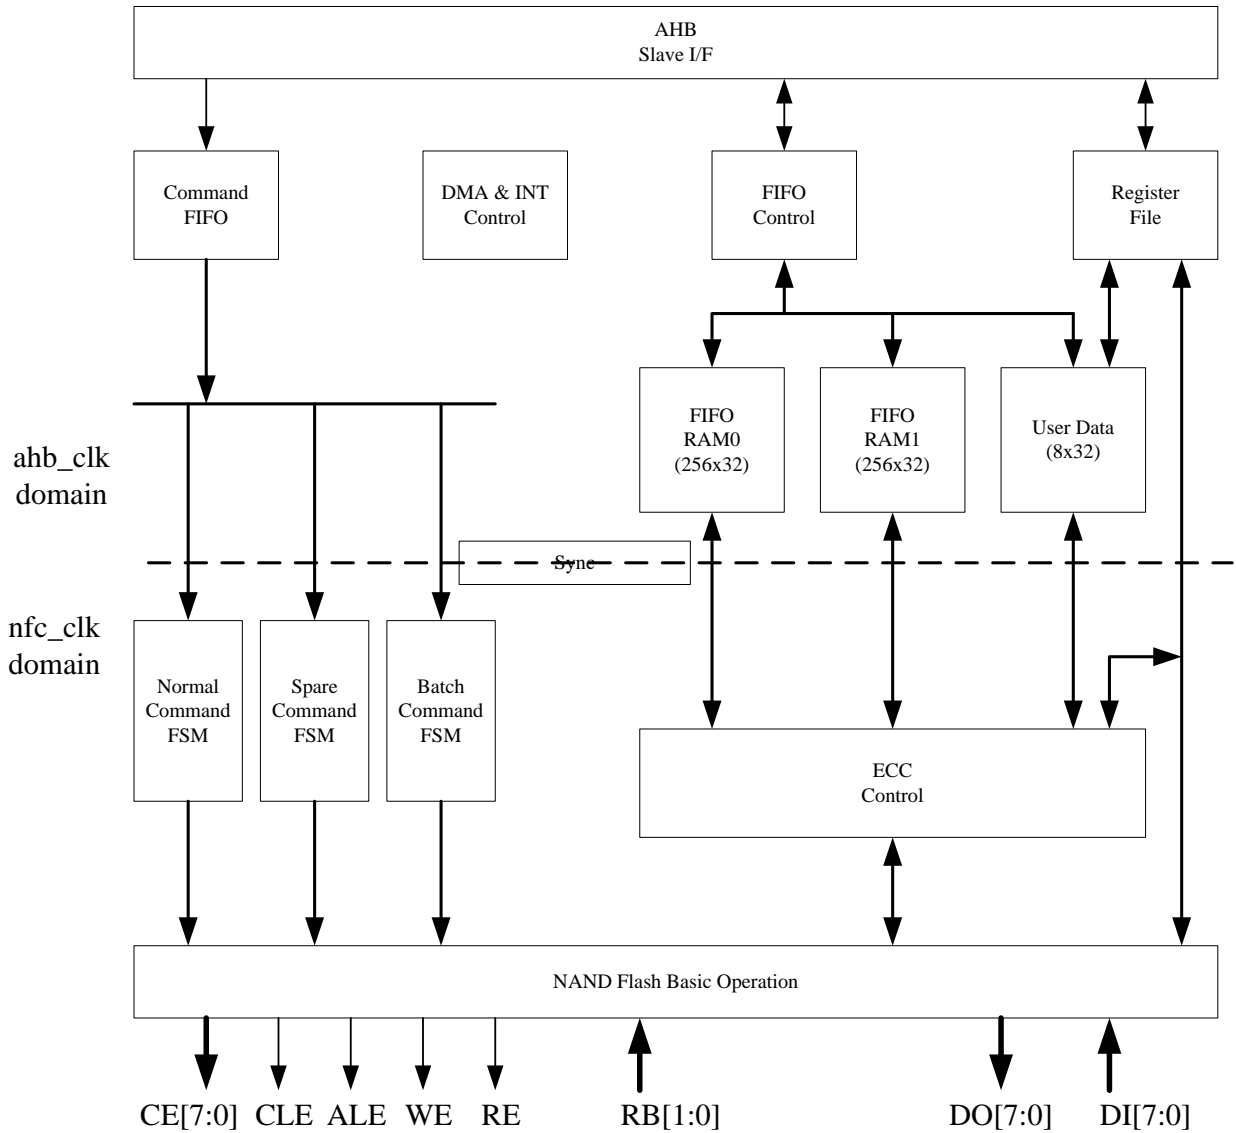 AHB
Slave I/F
Command
FIFO
DMA & INT
Control
FIFO
Control
Register
File
FIFO
RAM0
(256x32)
FIFO
RAM1
(256x32)
User Data
(8x32)
ahb_clk
domain
Sync
nfc_clk
domain
Normal
Command
FSM
Spare
Command
FSM
Batch
Command
FSM
ECC
Control
NAND Flash Basic Operation
CE[7:0] CLE ALE WE RE RB[1:0] DO[7:0] DI[7:0]